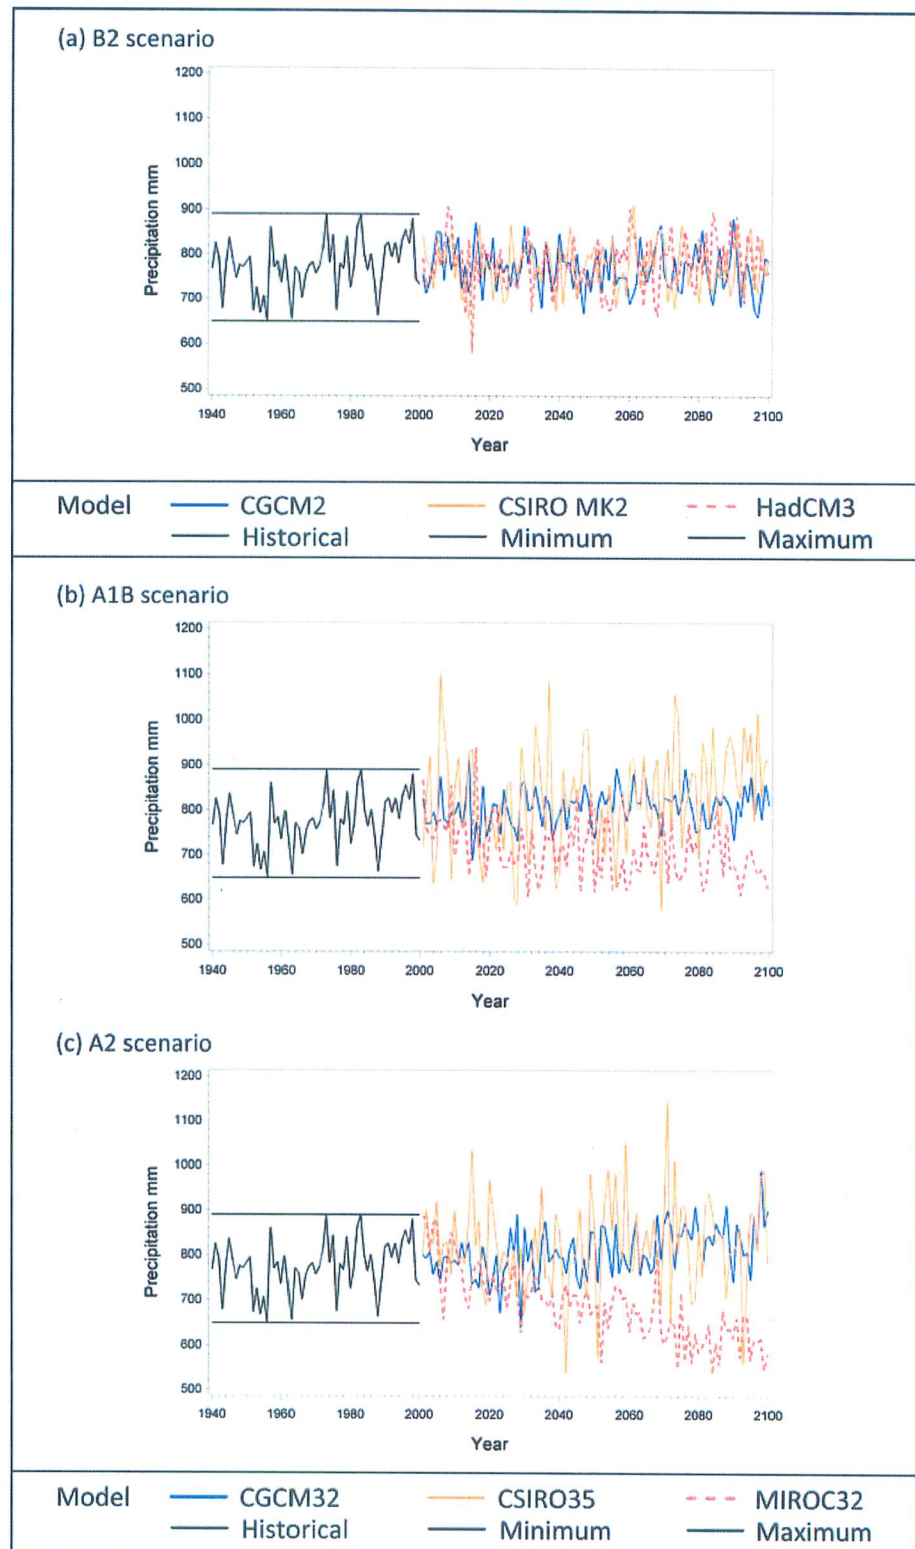 (a) B2 scenario
1200
1100
1000
900
800
700
600
500
Precipitation mm
1940 1960 1980 2000 2020 2040 2060 2080 2100
Year
Model CGCM2 CSIRO MK2 HadCM3
Historical Minimum Maximum
(b) A1B scenario
1200
1100
1000
900
800
700
600
500
Precipitation mm
1940 1960 1980 2000 2020 2040 2060 2080 2100
Year
(c) A2 scenario
1200
1100
1000
900
800
700
600
500
Precipitation mm
1940 1960 1980 2000 2020 2040 2060 2080 2100
Year
Model CGCM32 CSIRO35 MIROC32
Historical Minimum Maximum